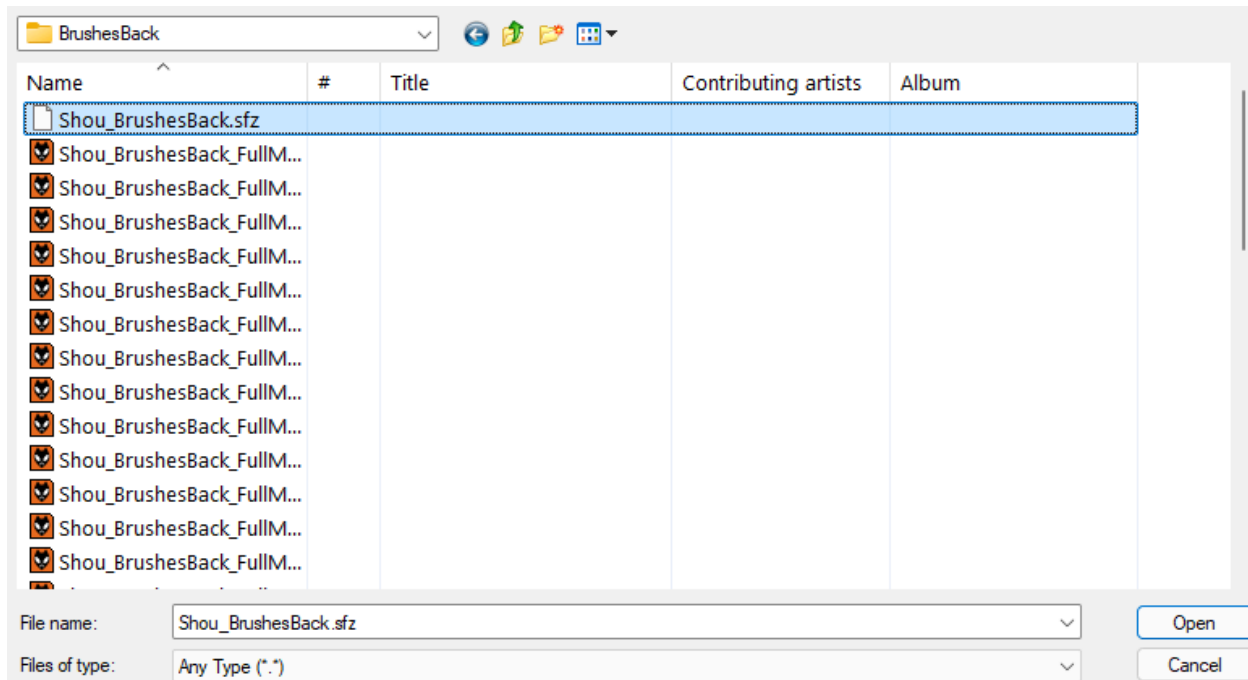 BrushesBack
Name # Title Contributing artists Album
Shou_BrushesBack.sfz
Shou_BrushesBack_FullM...
Shou_BrushesBack_FullM...
Shou_BrushesBack_FullM...
Shou_BrushesBack_FullM...
Shou_BrushesBack_FullM...
Shou_BrushesBack_FullM...
Shou_BrushesBack_FullM...
Shou_BrushesBack_FullM...
Shou_BrushesBack_FullM...
Shou_BrushesBack_FullM...
Shou_BrushesBack_FullM...
Shou_BrushesBack_FullM...
Shou_BrushesBack_FullM...
File name: Shou_BrushesBack.sfz Open
Files of type: Any Type (*.*) Cancel